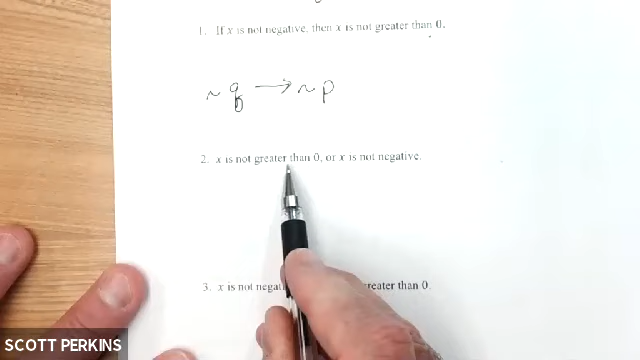 1. If x is not negative, then x is not greater than 0.
~q → ~p
2. x is not greater than 0, or x is not negative.
3. x is not greater than 0.
SCOTT PERKINS